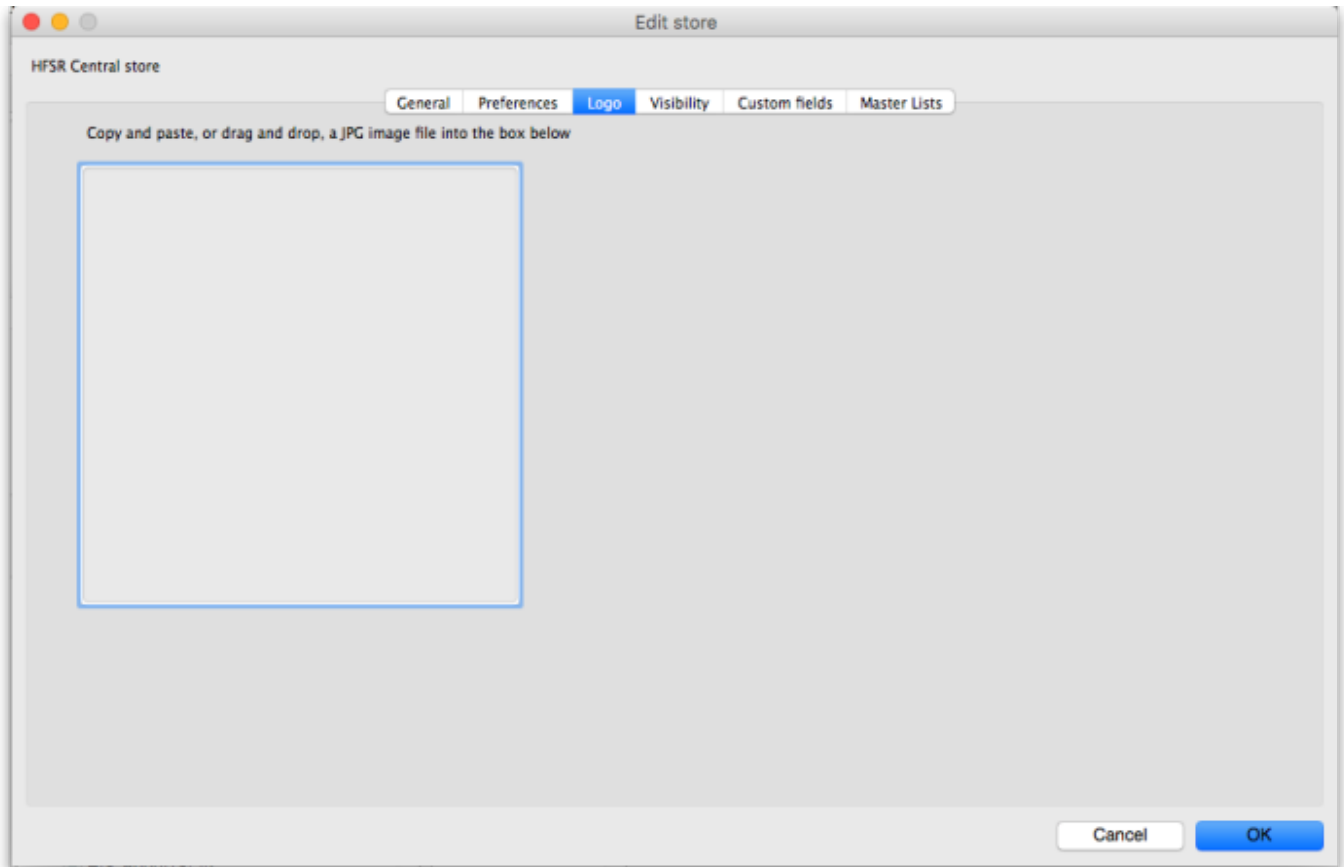 Edit store
HFSR Central store
General Preferences Logo Visibility Custom fields Master Lists
Copy and paste, or drag and drop, a JPG image file into the box below
Cancel OK